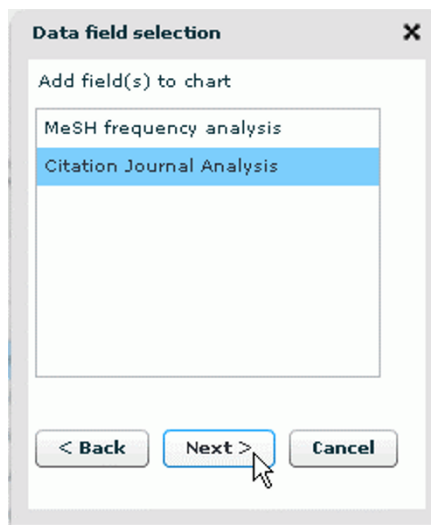 Data field selection
Add field(s) to chart
MeSH frequency analysis
Citation Journal Analysis
< Back Next > Cancel